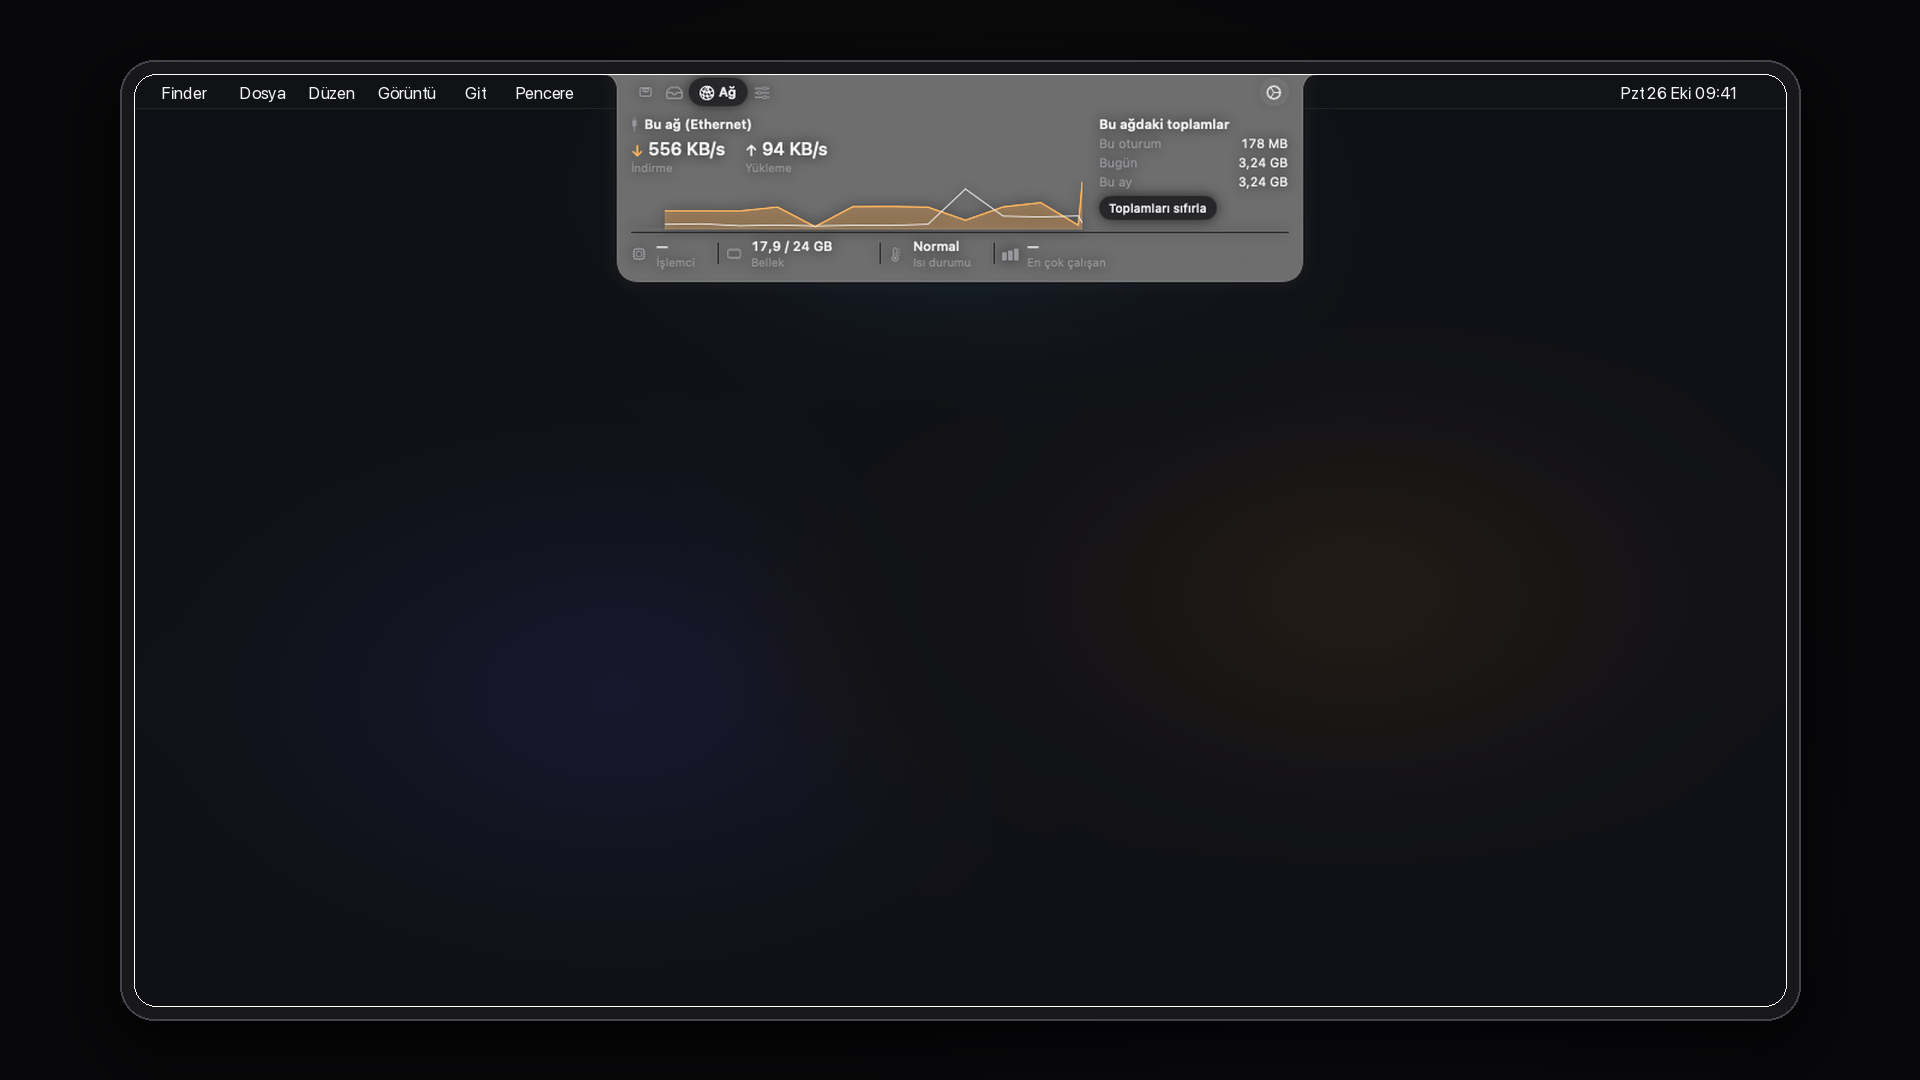 Finder Dosya Düzen Görüntü Git Pencere
Ağ
Pzt 26 Eki 09:41
Bu ağ (Ethernet)
↓ 556 KB/s ↑ 94 KB/s
İndirme Yükleme
Bu ağdaki toplamlar
Bu oturum 178 MB
Bugün 3,24 GB
Bu ay 3,24 GB
Toplamları sıfırla
— 17,9 / 24 GB Normal —
İşlemci Bellek Isı durumu En çok çalışan